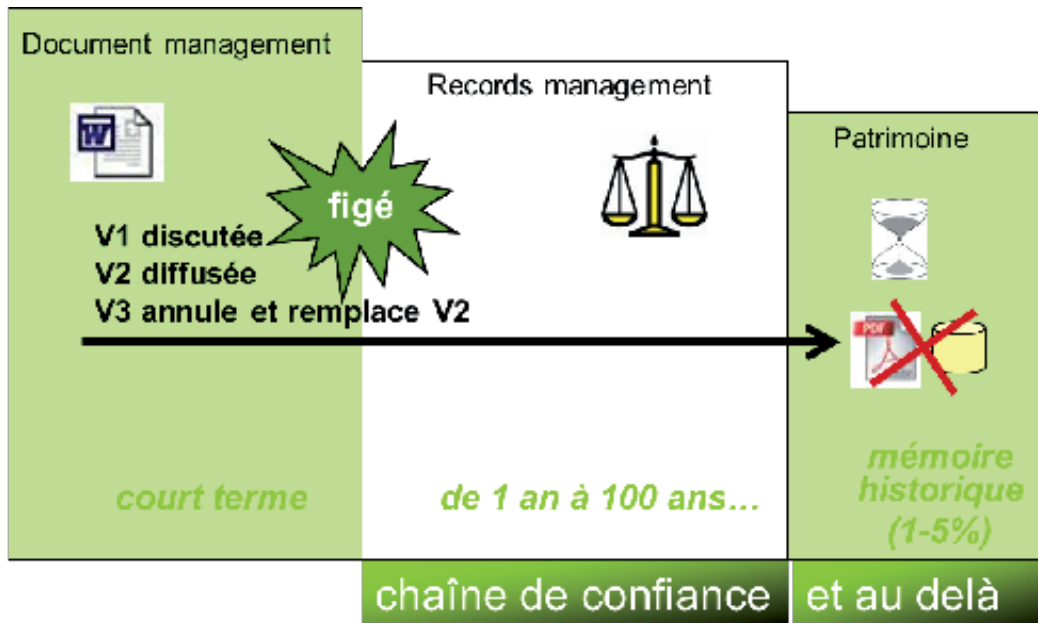 Document management
Records management
Patrimoine
W
figé
V1 discutée
V2 diffusée
V3 annule et remplace V2
PDF
court terme
de 1 an à 100 ans…
mémoire
historique
(1-5%)
chaîne de confiance
et au delà